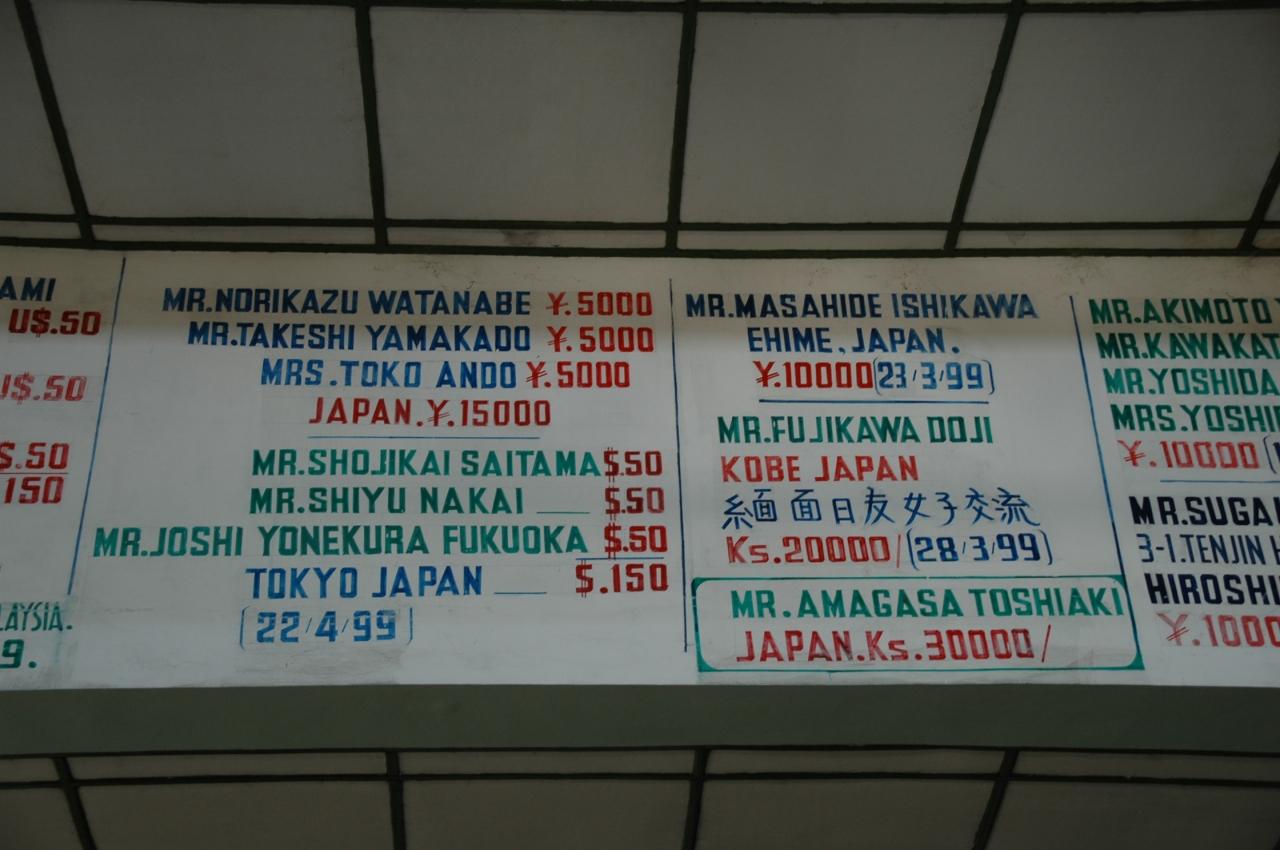 AMI
U$.50
U$.50
$.50
150
LAYSIA.
9.
MR.NORIKAZU WATANABE ¥.5000
MR.TAKESHI YAMAKADO ¥.5000
MRS.TOKO ANDO ¥.5000
JAPAN.¥.15000
MR.SHOJIKAI SAITAMA $.50
MR.SHIYU NAKAI $.50
MR.JOSHI YONEKURA FUKUOKA $.50
TOKYO JAPAN $.150
(22/4/99)
MR.MASAHIDE ISHIKAWA
EHIME, JAPAN.
¥.10000 (23/3/99)
MR.FUJIKAWA DOJI
KOBE JAPAN
緬面日友女子交流
Ks.20000/(28/3/99)
MR.AMAGASA TOSHIAKI
JAPAN.Ks.30000/
MR.AKIMOTO
MR.KAWAKAT
MR.YOSHIDA
MRS.YOSHI
¥.10000
MR.SUGA
3-1.TENJIN
HIROSHI
¥.1000